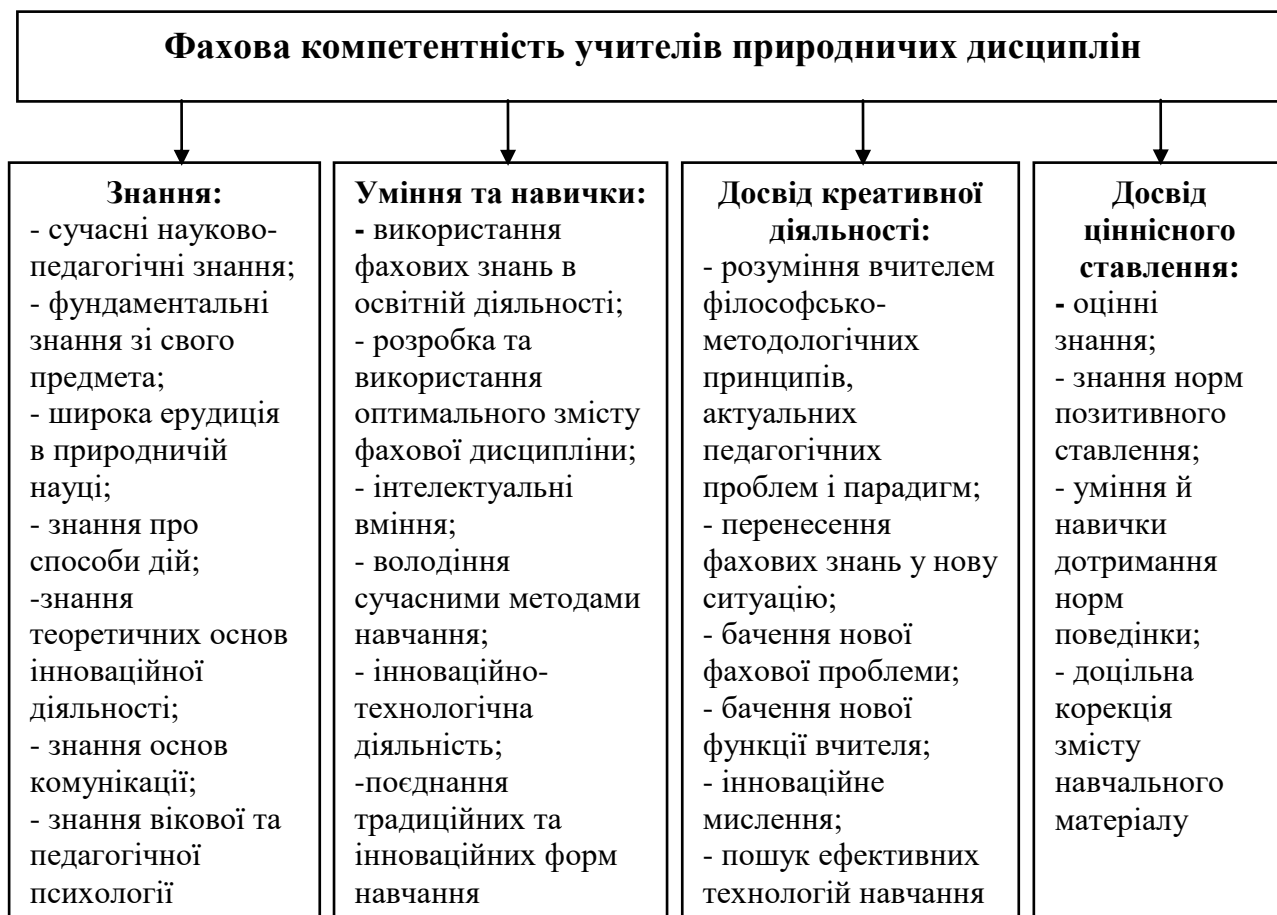 Фахова компетентність учителів природничих дисциплін
Знання:
- сучасні науково-
педагогічні знання;
- фундаментальні
знання зі свого
предмета;
- широка ерудиція
в природничій
науці;
- знання про
способи дій;
-знання
теоретичних основ
інноваційної
діяльності;
- знання основ
комунікації;
- знання вікової та
педагогічної
психології
Уміння та навички:
- використання
фахових знань в
освітній діяльності;
- розробка та
використання
оптимального змісту
фахової дисципліни;
- інтелектуальні
вміння;
- володіння
сучасними методами
навчання;
- інноваційно-
технологічна
діяльність;
-поєднання
традиційних та
інноваційних форм
навчання
Досвід креативної
діяльності:
- розуміння вчителем
філософсько-
методологічних
принципів,
актуальних
педагогічних
проблем і парадигм;
- перенесення
фахових знань у нову
ситуацію;
- бачення нової
фахової проблеми;
- бачення нової
функції вчителя;
- інноваційне
мислення;
- пошук ефективних
технологій навчання
Досвід
ціннісного
ставлення:
- оцінні
знання;
- знання норм
позитивного
ставлення;
- уміння й
навички
дотримання
норм
поведінки;
- доцільна
корекція
змісту
навчального
матеріалу